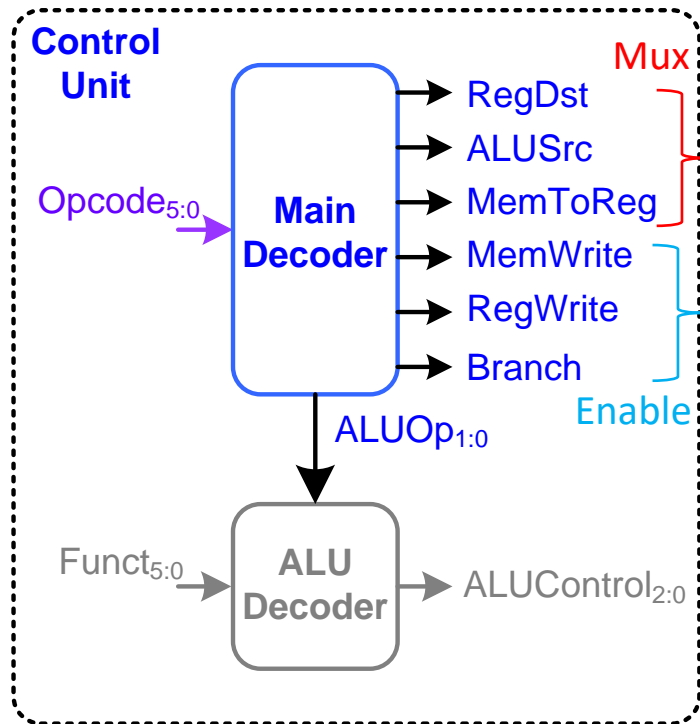 Control
Unit
Mux
RegDst
ALUSrc
Opcode5:0
Main
Decoder
MemToReg
MemWrite
RegWrite
Branch
Enable
ALUOp1:0
Funct5:0
ALU
Decoder
ALUControl2:0